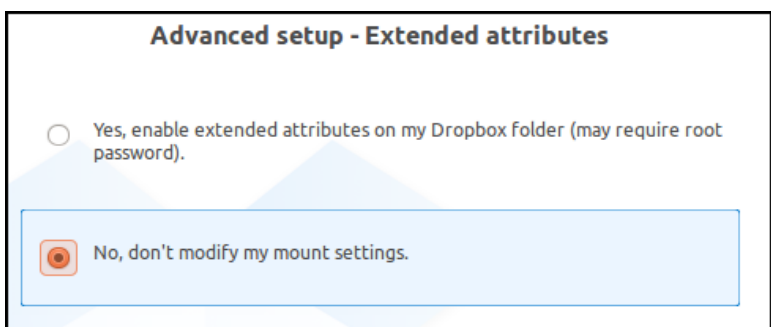 Advanced setup - Extended attributes
Yes, enable extended attributes on my Dropbox folder (may require root
password).
No, don't modify my mount settings.